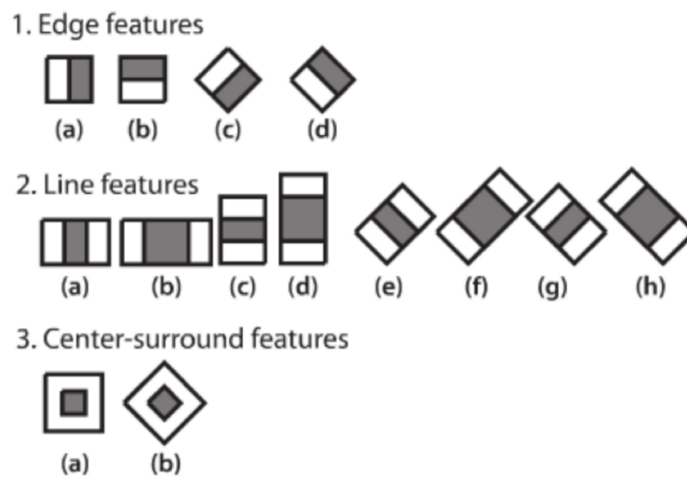 1. Edge features
(a) (b) (c) (d)
2. Line features
(a) (b) (c) (d) (e) (f) (g) (h)
3. Center-surround features
(a) (b)